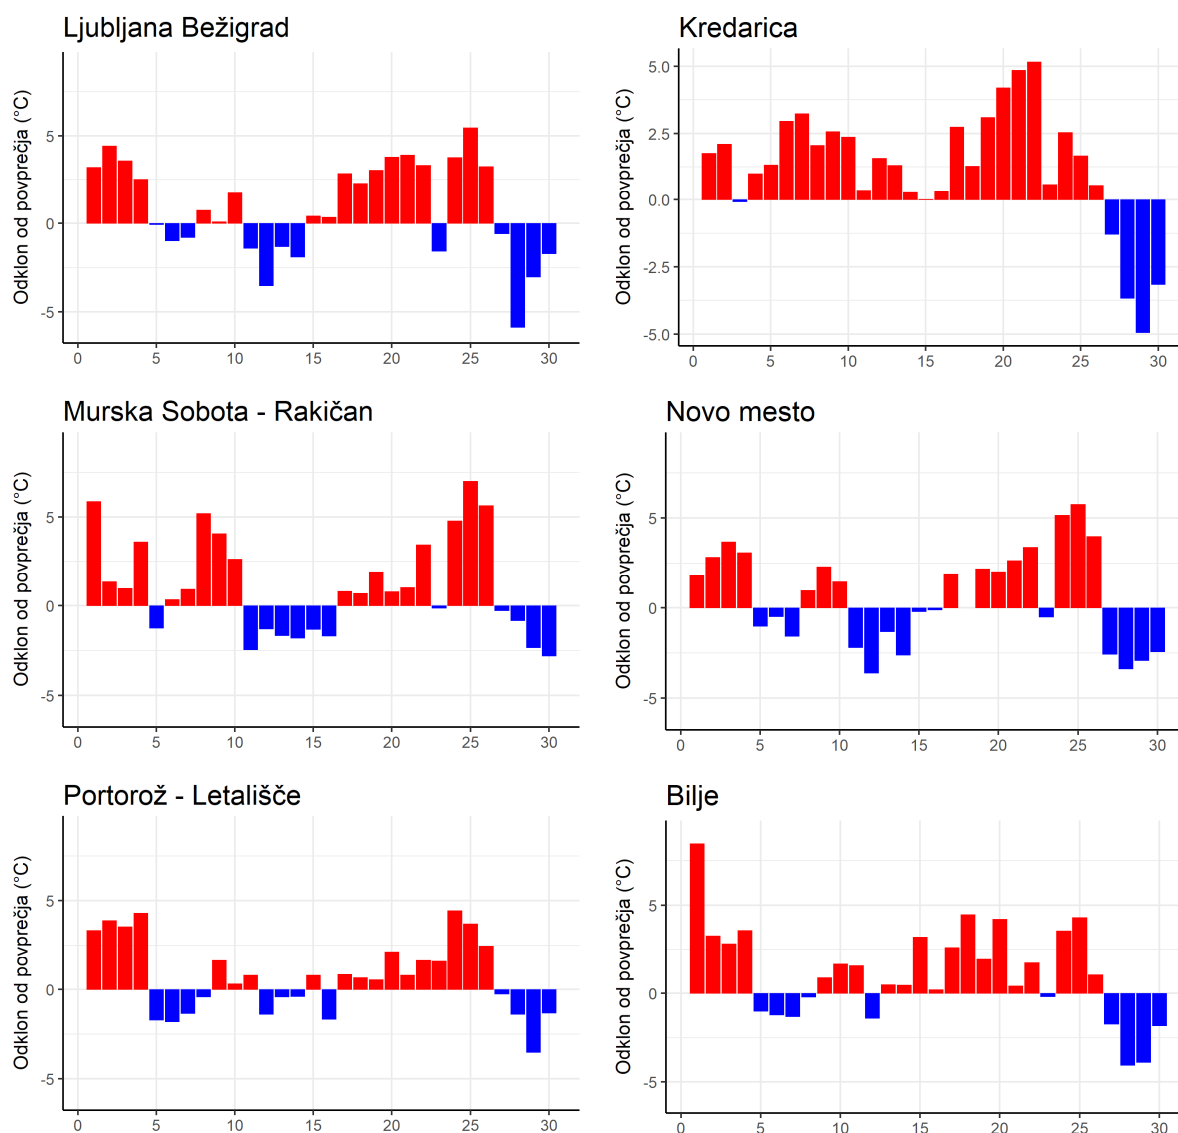 Ljubljana Bežigrad
Odklon od povprečja (°C)
5
0
-5
0 5 10 15 20 25 30
Kredarica
Odklon od povprečja (°C)
5.0
2.5
0.0
-2.5
-5.0
0 5 10 15 20 25 30
Murska Sobota - Rakičan
Odklon od povprečja (°C)
5
0
-5
0 5 10 15 20 25 30
Novo mesto
Odklon od povprečja (°C)
5
0
-5
0 5 10 15 20 25 30
Portorož - Letališče
Odklon od povprečja (°C)
5
0
-5
0 5 10 15 20 25 30
Bilje
Odklon od povprečja (°C)
5
0
-5
0 5 10 15 20 25 30